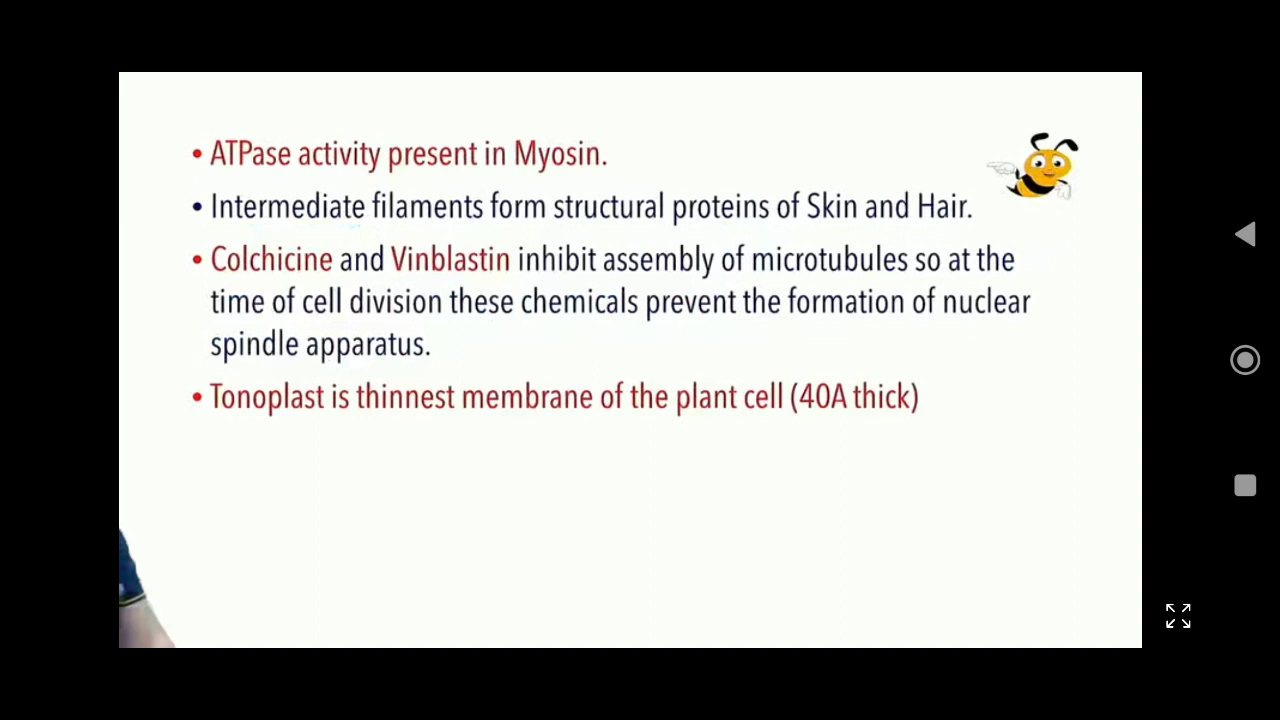 • ATPase activity present in Myosin.
• Intermediate filaments form structural proteins of Skin and Hair.
• Colchicine and Vinblastin inhibit assembly of microtubules so at the
time of cell division these chemicals prevent the formation of nuclear
spindle apparatus.
• Tonoplast is thinnest membrane of the plant cell (40A thick)